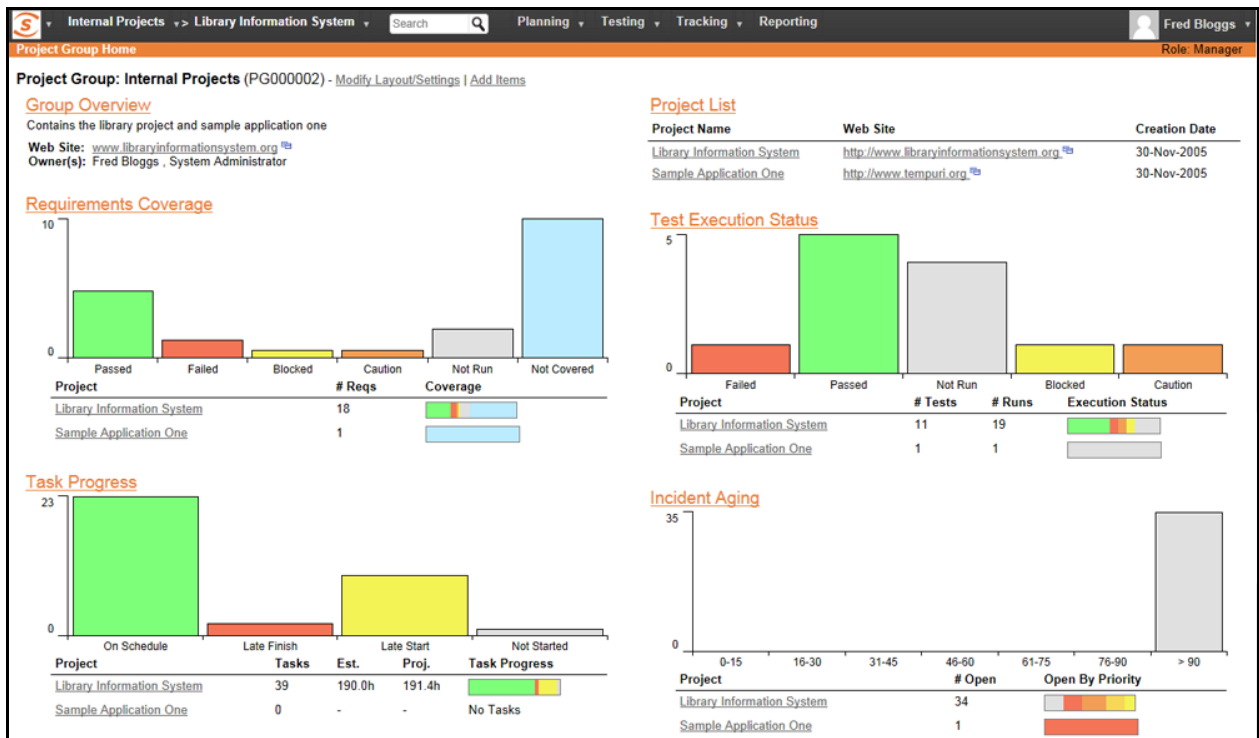 S Internal Projects > Library Information System Search Planning Testing Tracking Reporting Fred Bloggs
Project Group Home Role: Manager
Project Group: Internal Projects (PG000002) - Modify Layout/Settings | Add Items
Group Overview
Contains the library project and sample application one
Web Site: www.libraryinformationsystem.org
Owner(s): Fred Bloggs , System Administrator
Requirements Coverage
10
0
Passed Failed Blocked Caution Not Run Not Covered
Project # Reqs Coverage
Library Information System 18
Sample Application One 1
Task Progress
23
0
On Schedule Late Finish Late Start Not Started
Project Tasks Est. Proj. Task Progress
Library Information System 39 190.0h 191.4h
Sample Application One 0 - - No Tasks
Project List
Project Name Web Site Creation Date
Library Information System http://www.libraryinformationsystem.org 30-Nov-2005
Sample Application One http://www.tempuri.org 30-Nov-2005
Test Execution Status
5
0
Failed Passed Not Run Blocked Caution
Project # Tests # Runs Execution Status
Library Information System 11 19
Sample Application One 1 1
Incident Aging
35
0
0-15 16-30 31-45 46-60 61-75 76-90 > 90
Project # Open Open By Priority
Library Information System 34
Sample Application One 1